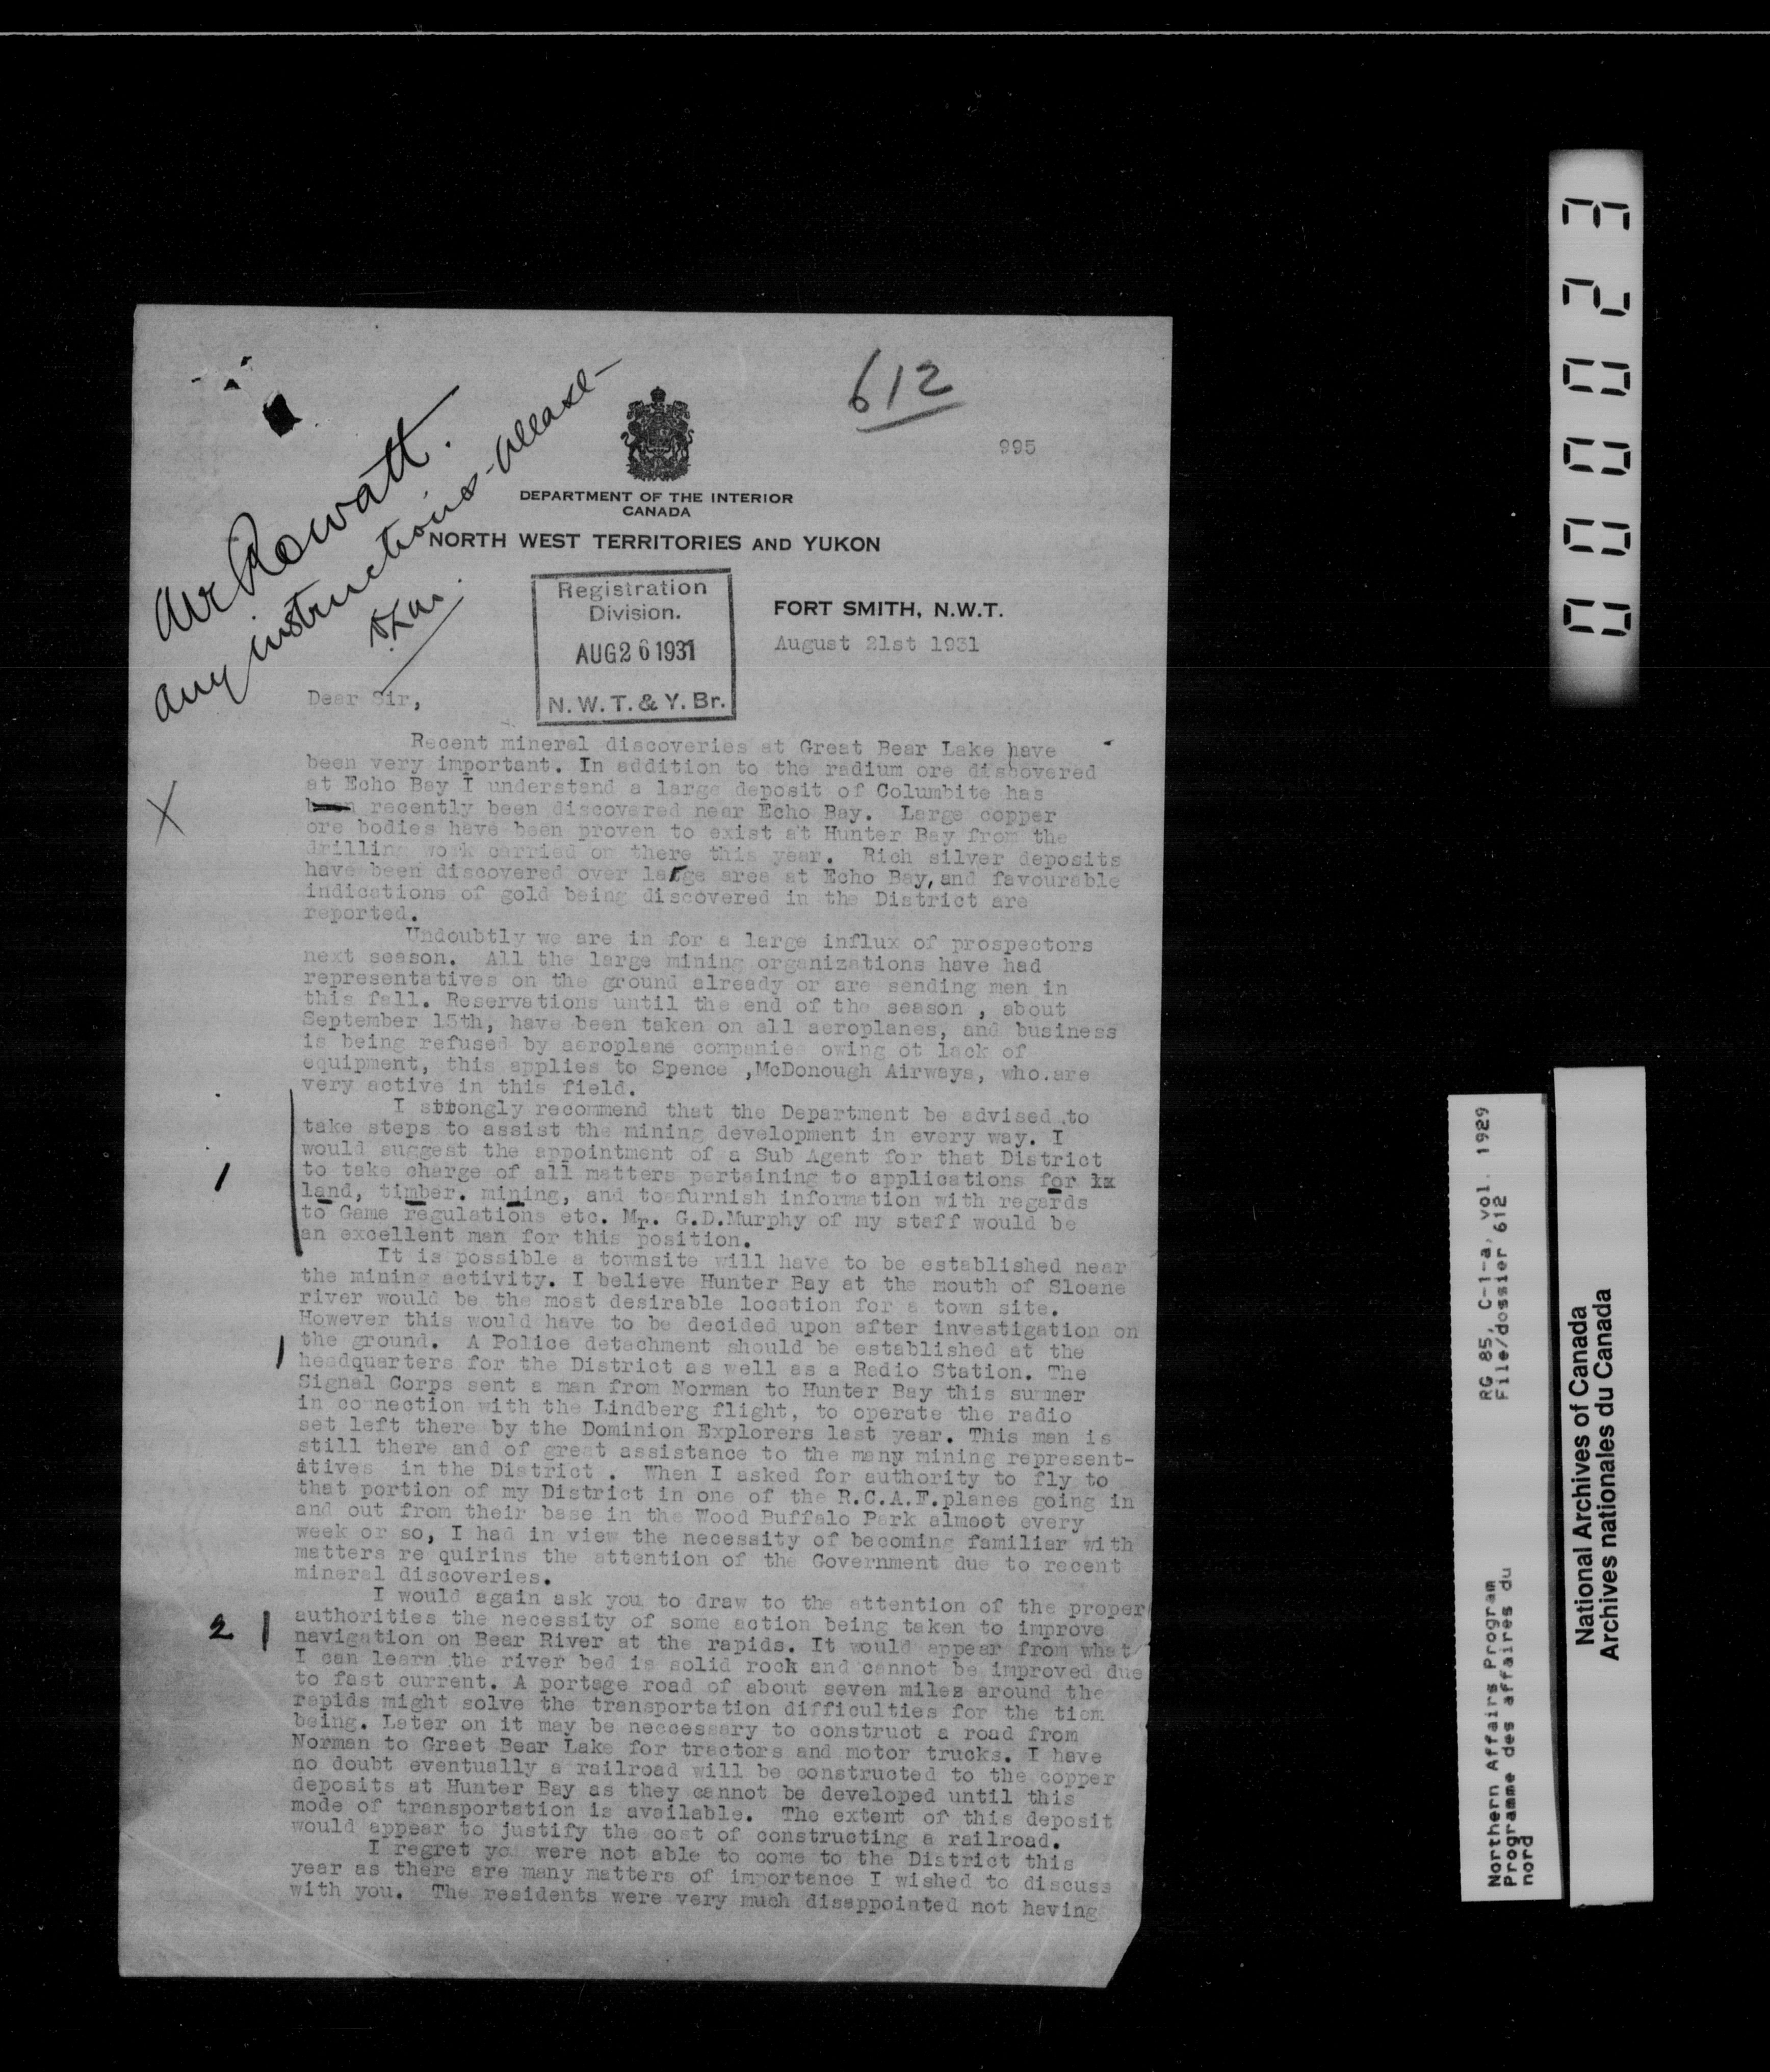 612
995
Mr Rowatt.
any instructions please
DEPARTMENT OF THE INTERIOR
CANADA
NORTH WEST TERRITORIES AND YUKON
Registration
Division.
AUG 26 1931
N. W. T. & Y. Br.
FORT SMITH, N.W.T.
August 21st 1931
Dear Sir,
X
Recent mineral discoveries at Great Bear Lake have
been very important. In addition to the radium ore discovered
at Echo Bay I understand a large deposit of Columbite has
recently been discovered near Echo Bay. Large copper
ore bodies have been proven to exist at Hunter Bay from the
drilling work carried on there this year. Rich silver deposits
have been discovered over large area at Echo Bay, and favourable
indications of gold being discovered in the District are
reported.
Undoubtly we are in for a large influx of prospectors
next season. All the large mining organizations have had
representatives on the ground already or are sending men in
this fall. Reservations until the end of the season , about
September 15th, have been taken on all aeroplanes, and business
is being refused by aeroplane companies owing ot lack of
equipment, this applies to Spence ,McDonough Airways, who.are
very active in this field.
I strongly recommend that the Department be advised to
take steps to assist the mining development in every way. I
would suggest the appointment of a Sub Agent for that District
1
to take charge of all matters pertaining to applications for
land, timber. mining, and to furnish information with regards
to Game regulations etc. Mr. G.D.Murphy of my staff would be
an excellent man for this position.
It is possible a townsite will have to be established near
the mining activity. I believe Hunter Bay at the mouth of Sloane
river would be the most desirable location for a town site.
However this would have to be decided upon after investigation on
the ground. A Police detachment should be established at the
headquarters for the District as well as a Radio Station. The
Signal Corps sent a man from Norman to Hunter Bay this summer
in connection with the Lindberg flight, to operate the radio
set left there by the Dominion Explorers last year. This man is
still there and of great assistance to the many mining represent-
atives in the District . When I asked for authority to fly to
that portion of my District in one of the R.C.A.F.planes going in
and out from their base in the Wood Buffalo Park almost every
week or so, I had in view the necessity of becoming familiar with
matters re quirins the attention of the Government due to recent
mineral discoveries.
I would again ask you to draw to the attention of the proper
2
authorities the necessity of some action being taken to improve
navigation on Bear River at the rapids. It would appear from what
I can learn the river bed is solid rock and cannot be improved due
to fast current. A portage road of about seven miles around the
rapids might solve the transportation difficulties for the tiem
being. Later on it may be neccessary to construct a road from
Norman to Great Bear Lake for tractors and motor trucks. I have
no doubt eventually a railroad will be constructed to the copper
deposits at Hunter Bay as they cannot be developed until this
mode of transportation is available. The extent of this deposit
would appear to justify the cost of constructing a railroad.
I regret you were not able to come to the District this
year as there are many matters of importance I wished to discuss
with you. The residents were very much disappointed not having
000023
RG 85, C-1-a, vol. 1929
File/dossier 612
Northern Affairs Program
Programme des affaires du
nord
National Archives of Canada
Archives nationales du Canada